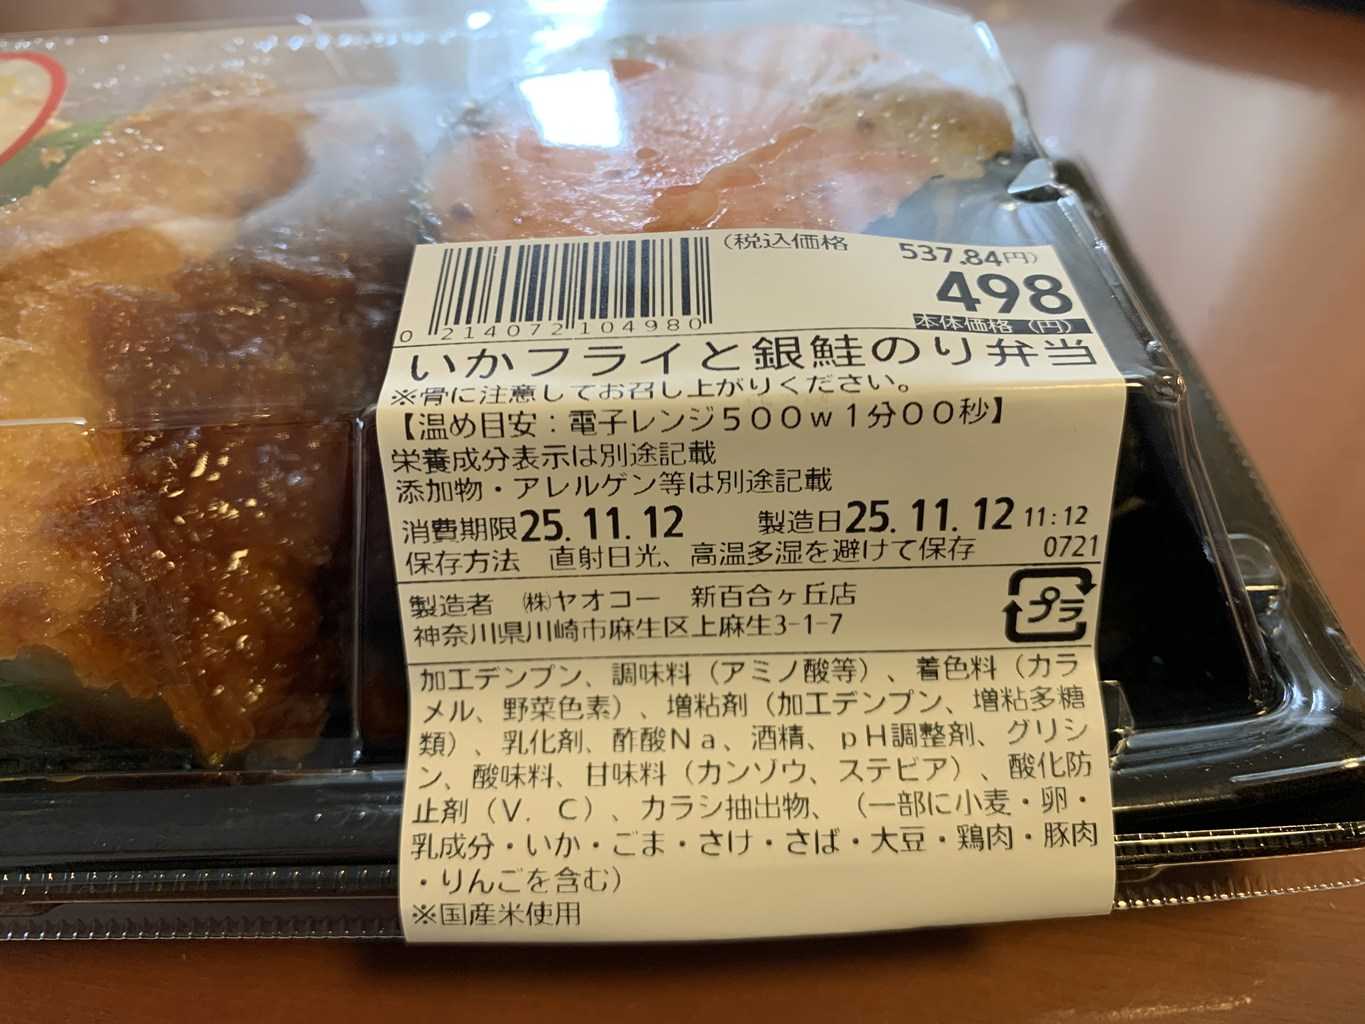 (税込価格 537.84円)
498
本体価格 (円)
0 214072 104980
いかフライと銀鮭のり弁当
※骨に注意してお召し上がりください。
【温め目安:電子レンジ500w1分00秒】
栄養成分表示は別途記載
添加物・アレルゲン等は別途記載
消費期限25.11.12 製造日25.11.12 11:12
保存方法 直射日光、高温多湿を避けて保存 0721
製造者 ㈱ヤオコー 新百合ヶ丘店
神奈川県川崎市麻生区上麻生3-1-7
プラ
加工デンプン、調味料(アミノ酸等)、着色料(カラ
メル、野菜色素)、増粘剤(加工デンプン、増粘多糖
類)、乳化剤、酢酸Na、酒精、pH調整剤、グリシ
ン、酸味料、甘味料(カンゾウ、ステビア)、酸化防
止剤(V.C)、カラシ抽出物、(一部に小麦・卵・
乳成分・いか・ごま・さけ・さば・大豆・鶏肉・豚肉
・りんごを含む)
※国産米使用